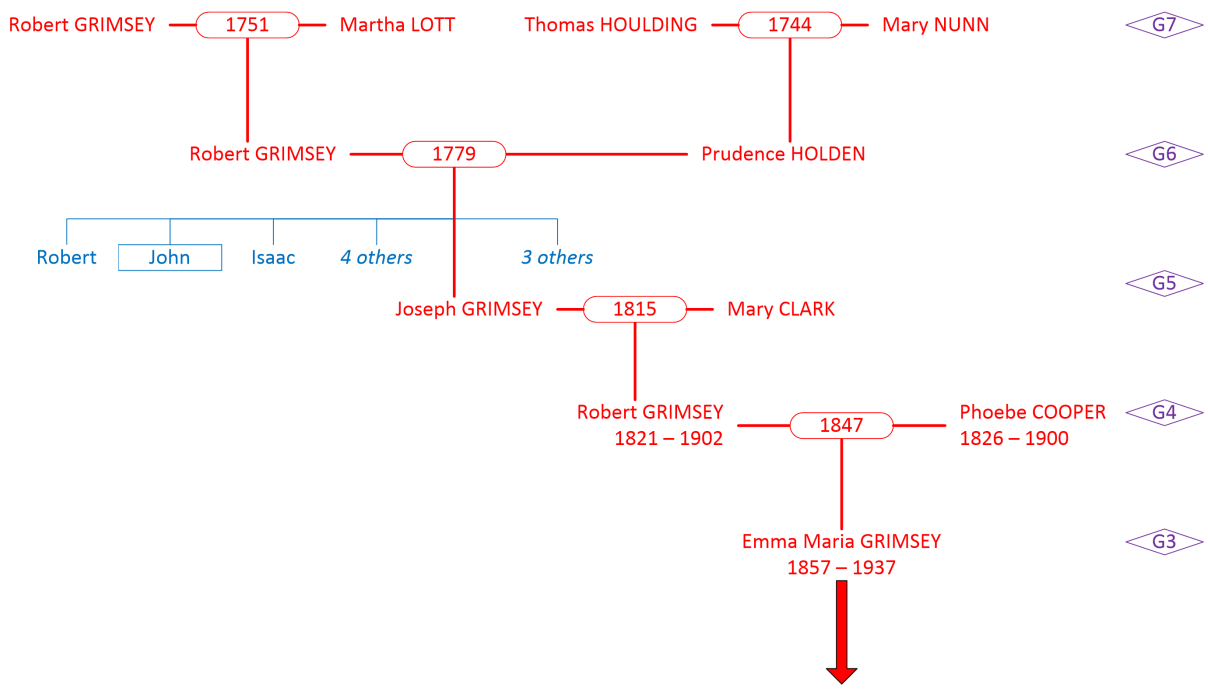 Robert GRIMSEY 1751 Martha LOTT Thomas HOULDING 1744 Mary NUNN G7
Robert GRIMSEY 1779 Prudence HOLDEN G6
Robert John Isaac 4 others 3 others
G5
Joseph GRIMSEY 1815 Mary CLARK
Robert GRIMSEY
1821 – 1902
1847
Phoebe COOPER
1826 – 1900
G4
Emma Maria GRIMSEY G3
1857 – 1937